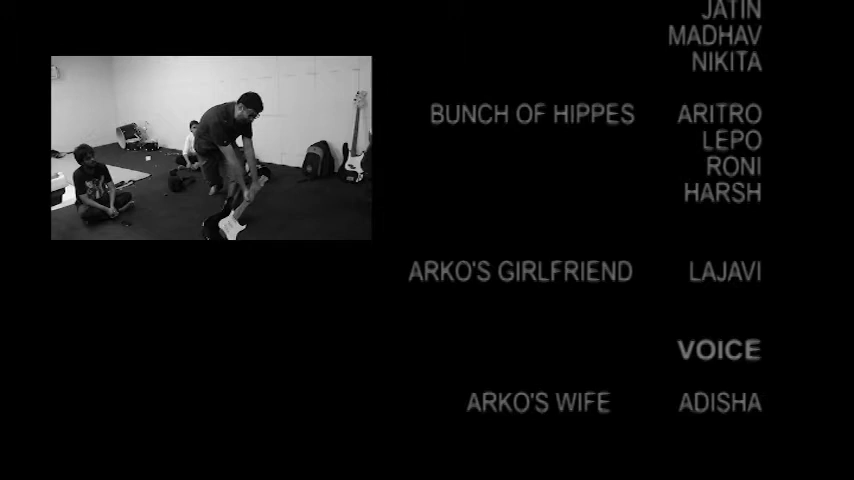 JATIN
MADHAV
NIKITA
BUNCH OF HIPPES ARITRO
LEPO
RONI
HARSH
ARKO'S GIRLFRIEND LAJAVI
VOICE
ARKO'S WIFE ADISHA